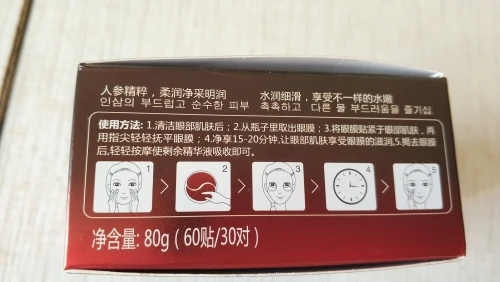 人参精粹，柔润净采明润
水润细滑，享受不一样的水嫩
인삼의 부드럽고 순수한 피부
촉촉하고 다른 물 부드러움을 즐기십
使用方法: 1.清洁眼部肌肤后；2.从瓶子里取出眼膜；3.将眼膜贴紧于眼部肌肤，再
用指尖轻轻抚平眼膜；4.净享15-20分钟,让眼部肌肤享受眼膜的滋润,5.揭去眼膜
后,轻轻按摩使剩余精华液吸收即可.
1
2
3
4
5
净含量: 80g ( 60贴/30对 )